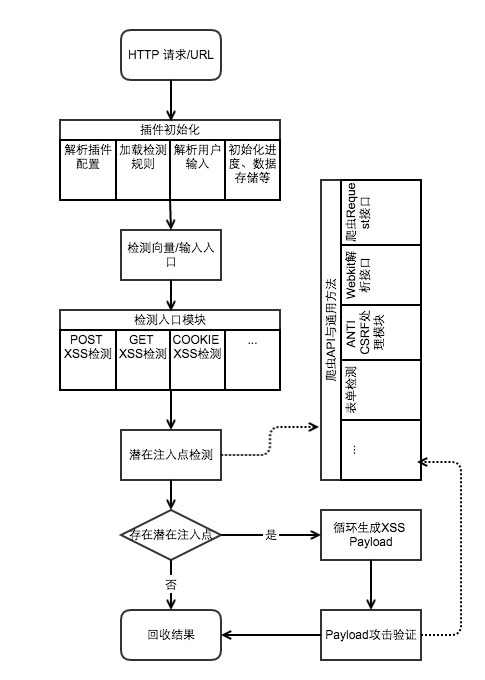 HTTP 请求/URL
插件初始化
解析插件
配置
加载检测
规则
解析用户
输入
初始化进
度、数据
存储等
检测向量/输入入
口
检测入口模块
POST
XSS检测
GET
XSS检测
COOKIE
XSS检测
...
爬虫API与通用方法
爬虫Reque
st接口
Webkit解
析接口
ANTI
CSRF处
理模块
表单检测
...
潜在注入点检测
存在潜在注入点
是
循环生成XSS
Payload
否
回收结果
Payload攻击验证